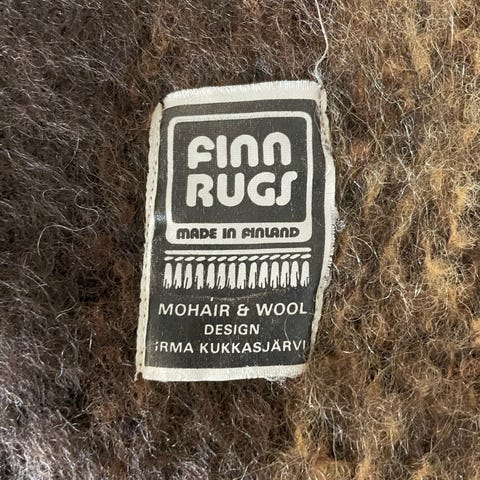 FINN
RUGS
MADE IN FINLAND
MOHAIR & WOOL
DESIGN
IRMA KUKKASJÄRVI